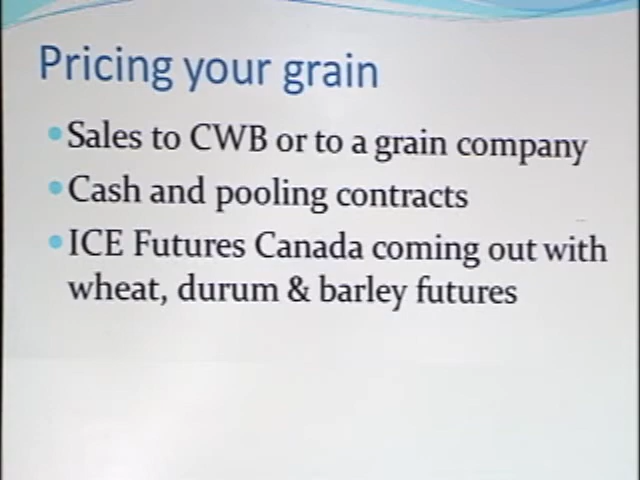 Pricing your grain
•Sales to CWB or to a grain company
•Cash and pooling contracts
•ICE Futures Canada coming out with
wheat, durum & barley futures